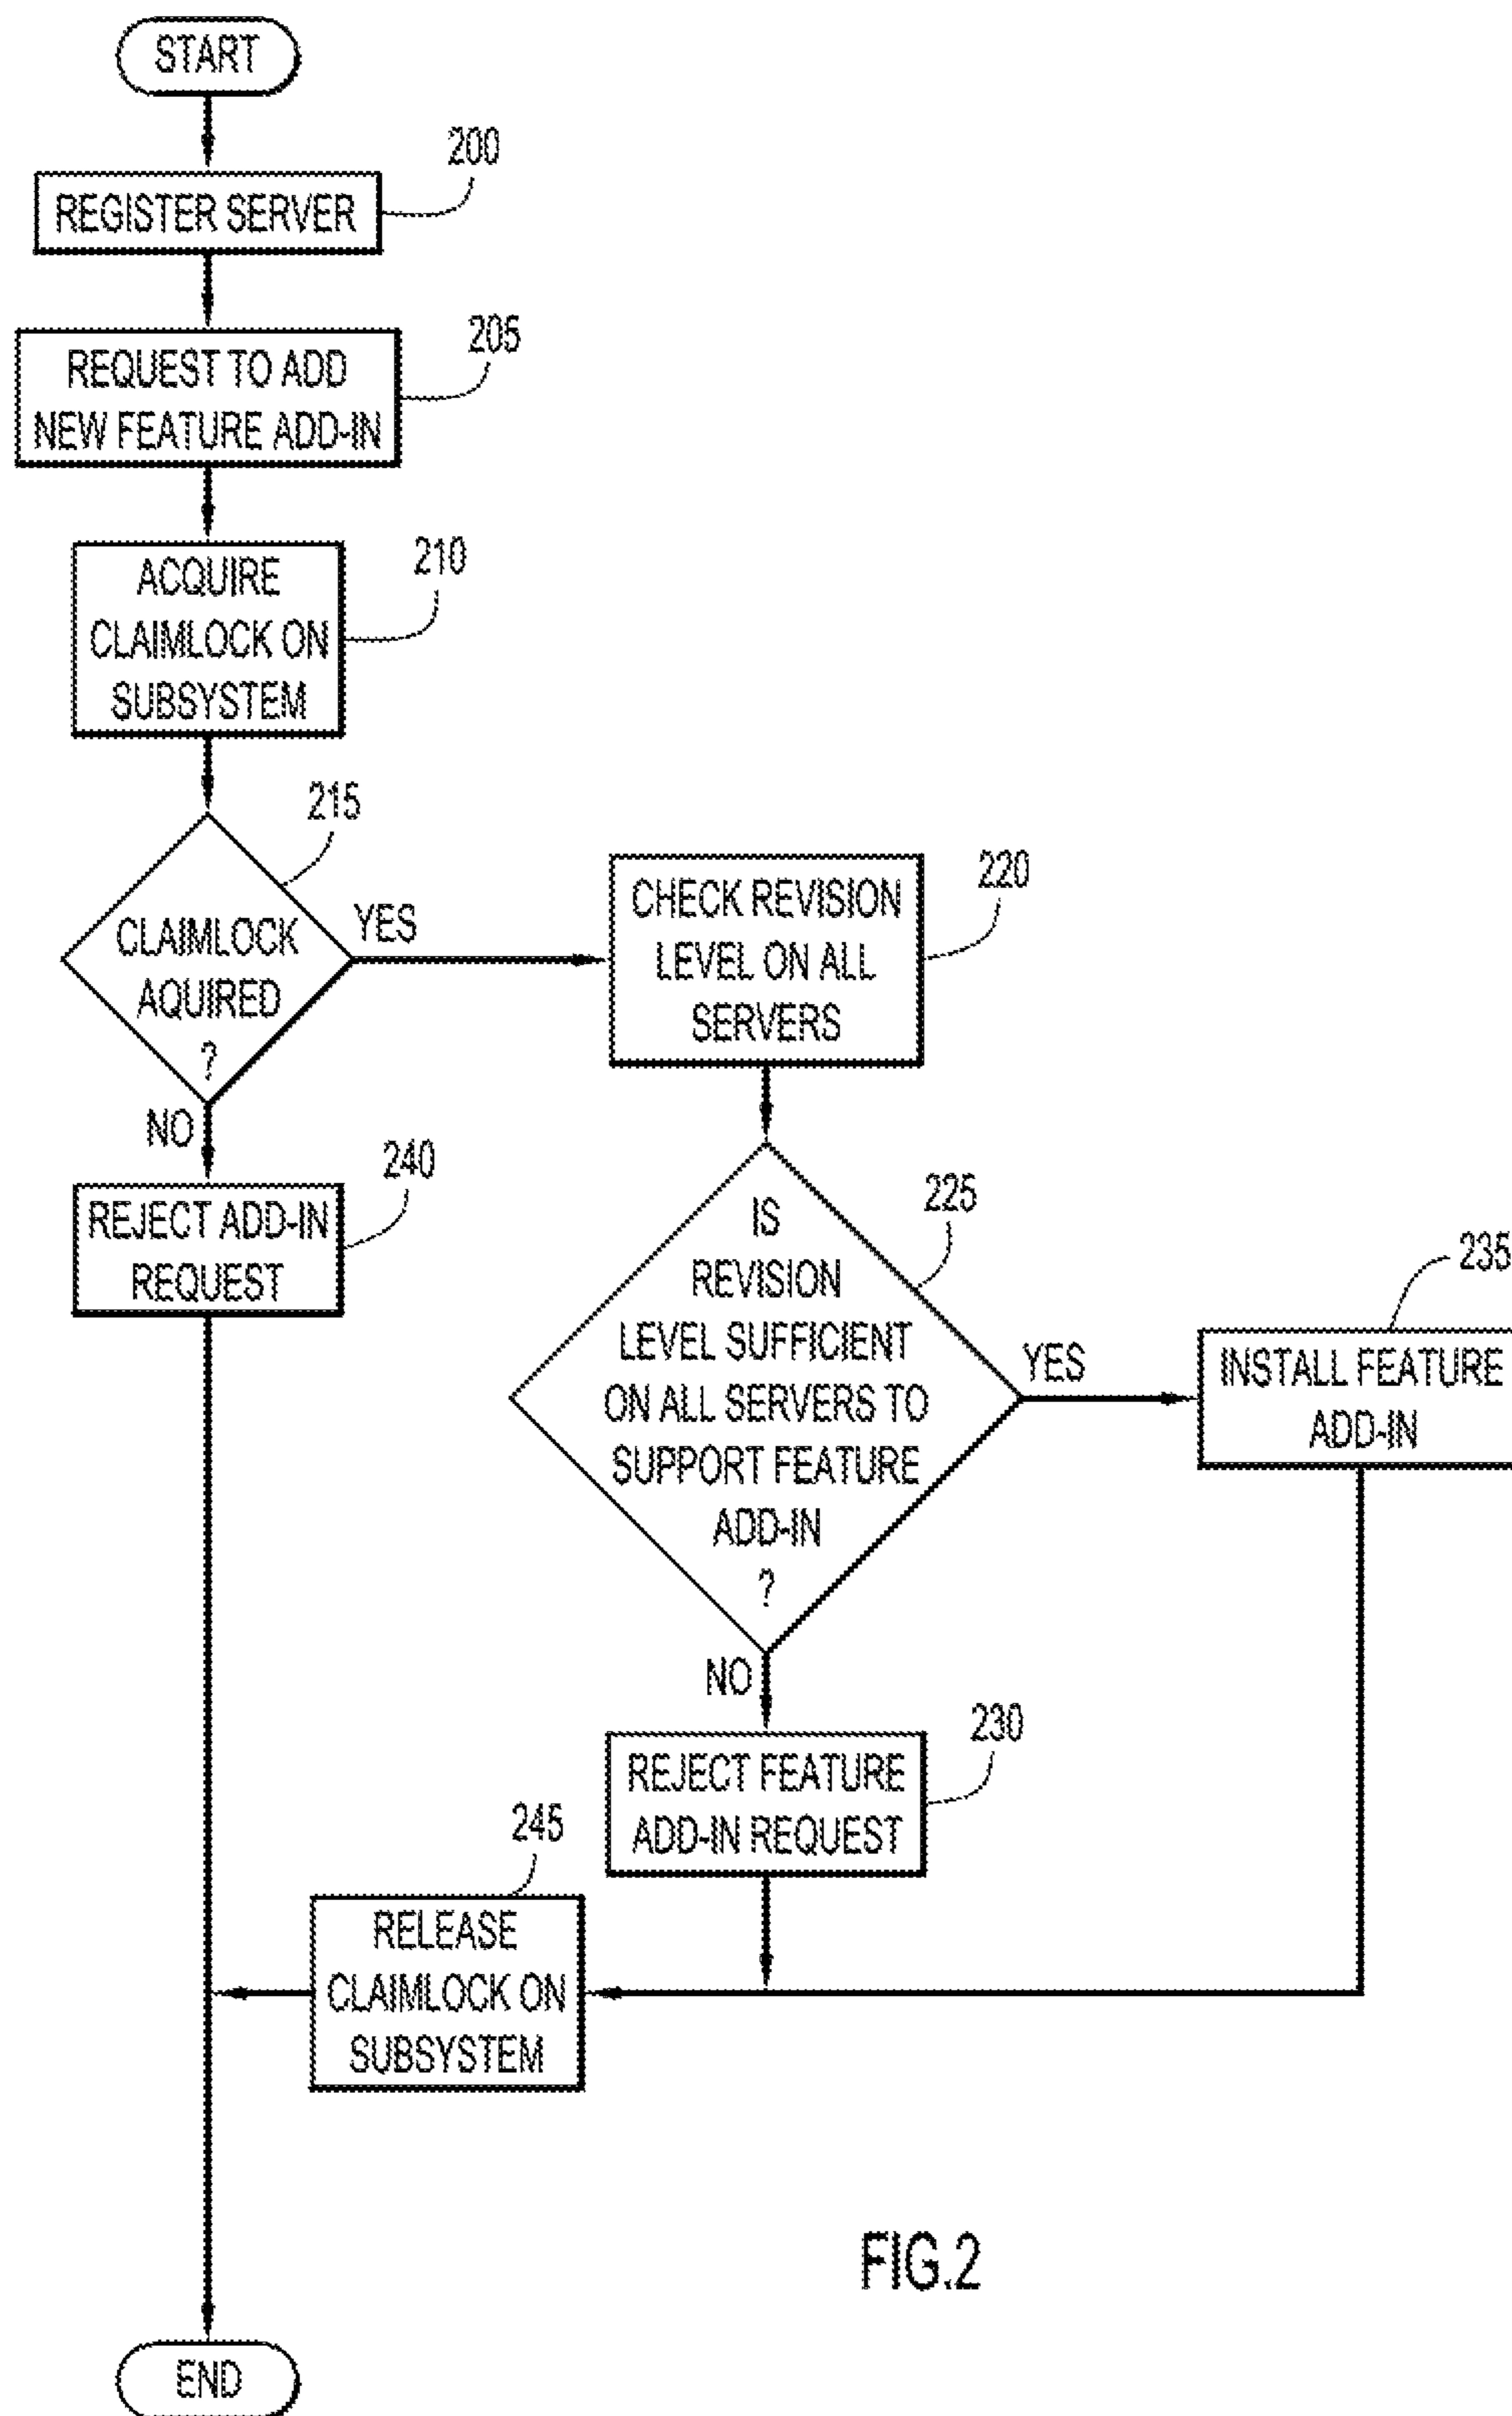 START
200
REGISTER SERVER
205
REQUEST TO ADD
NEW FEATURE ADD-IN
210
ACQUIRE
CLAIMLOCK ON
SUBSYSTEM
215
CLAIMLOCK
AQUIRED
?
YES
NO
220
CHECK REVISION
LEVEL ON ALL
SERVERS
240
REJECT ADD-IN
REQUEST
225
IS
REVISION
LEVEL SUFFICIENT
ON ALL SERVERS TO
SUPPORT FEATURE
ADD-IN
?
YES
NO
235
INSTALL FEATURE
ADD-IN
230
REJECT FEATURE
ADD-IN REQUEST
245
RELEASE
CLAIMLOCK ON
SUBSYSTEM
FIG.2
END